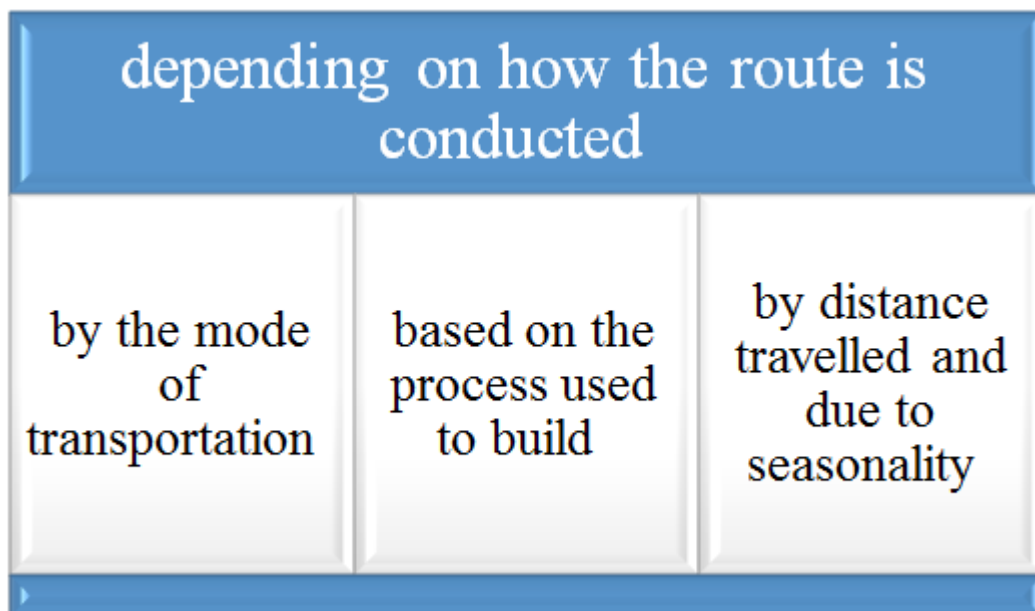 depending on how the route is
conducted
by the mode
of
transportation
based on the
process used
to build
by distance
travelled and
due to
seasonality